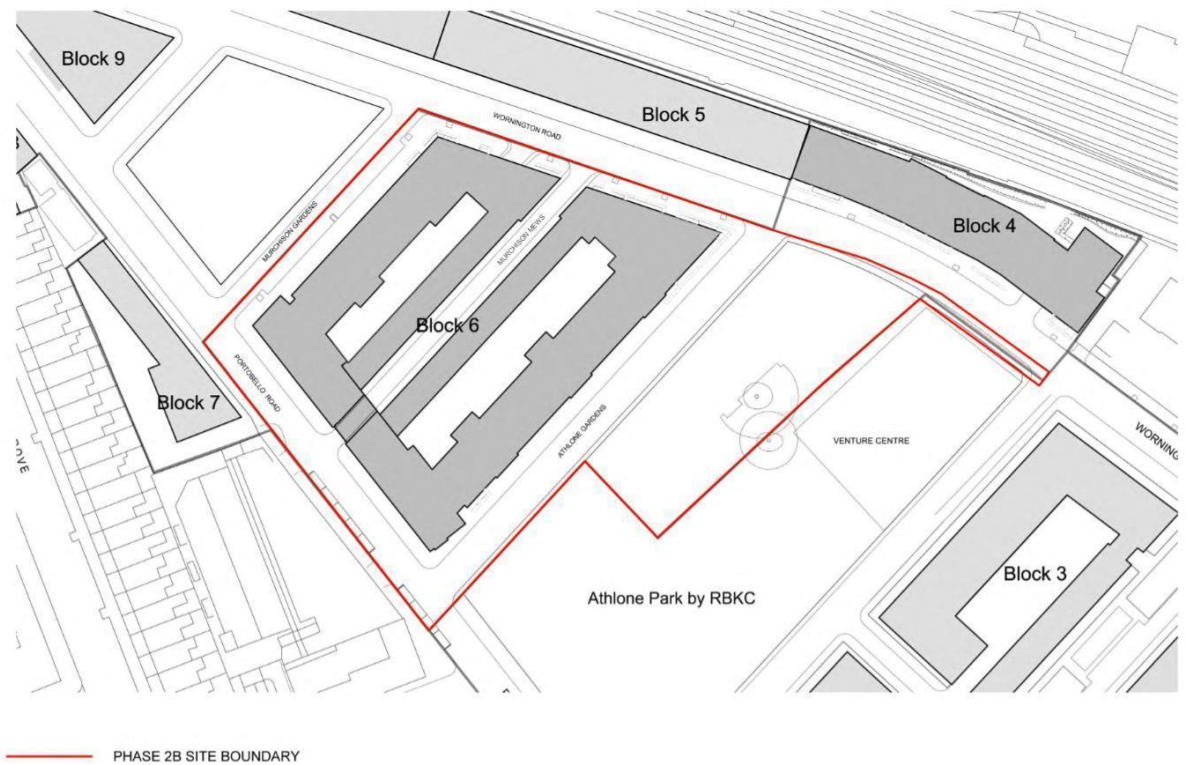 Block 9
Block 5
WORNINGTON ROAD
Block 4
MURCHISON GARDENS
MURCHISON MEWS
Block 6
PORTOBELLO ROAD
Block 7
ATHLONE GARDENS
VENTURE CENTRE
WORNING
OVE
Block 3
Athlone Park by RBKC
PHASE 2B SITE BOUNDARY